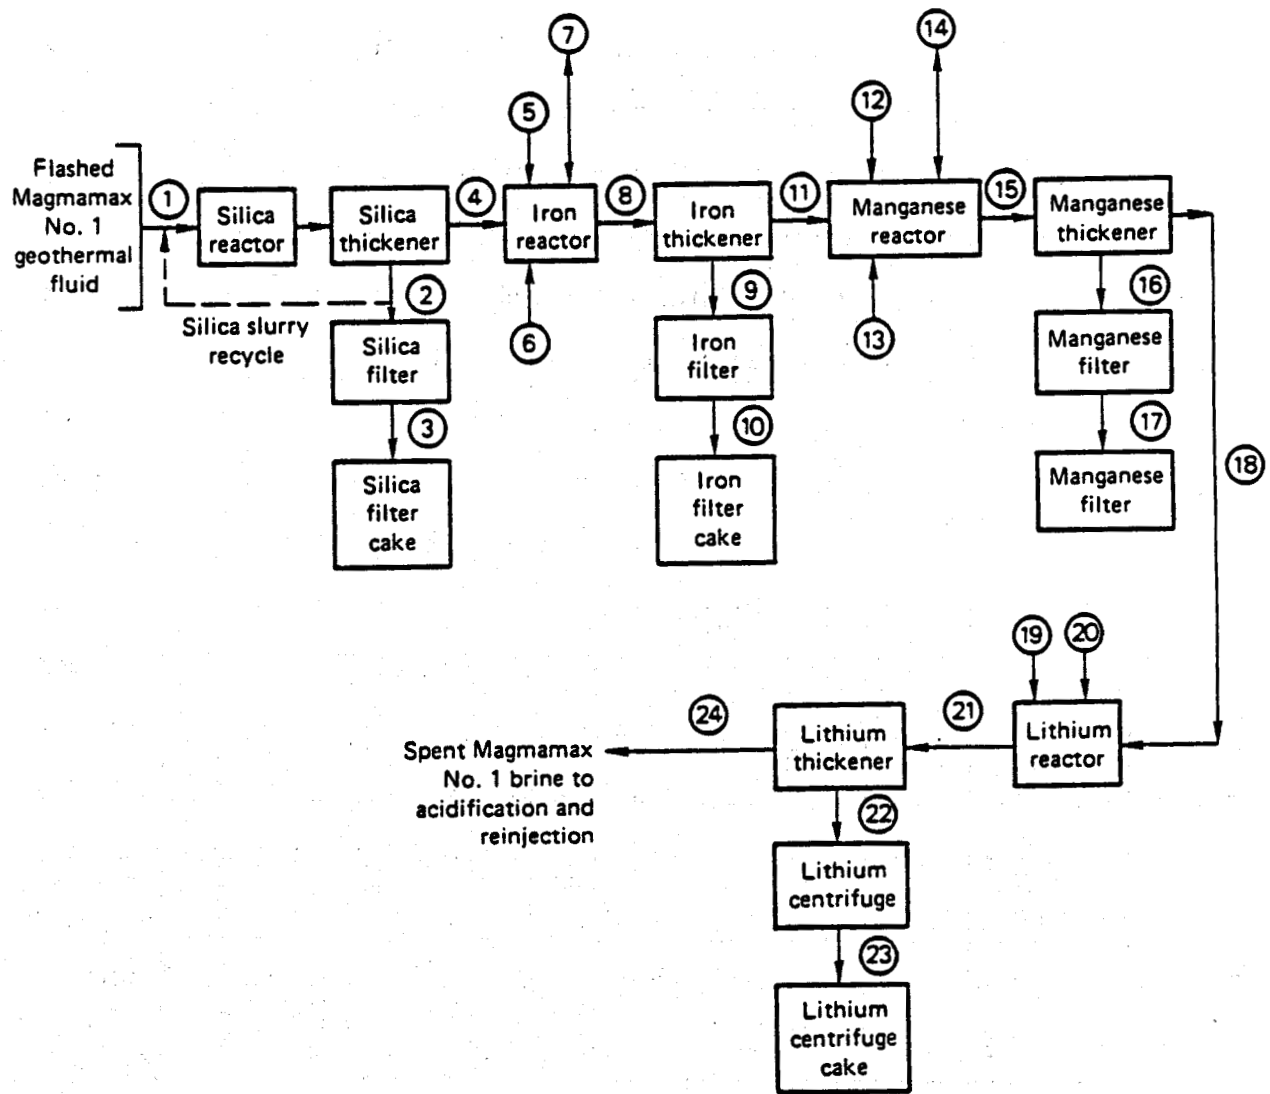 7
14
5
12
Flashed
Magmamax
No. 1
geothermal
fluid
1
Silica
reactor
Silica
thickener
4
Iron
reactor
8
Iron
thickener
11
Manganese
reactor
15
Manganese
thickener
2
Silica slurry
recycle
6
9
13
16
Silica
filter
Iron
filter
Manganese
filter
3
10
17
18
Silica
filter
cake
Iron
filter
cake
Manganese
filter
19
20
24
21
Lithium
reactor
Lithium
thickener
Spent Magmamax
No. 1 brine to
acidification and
reinjection
22
Lithium
centrifuge
23
Lithium
centrifuge
cake